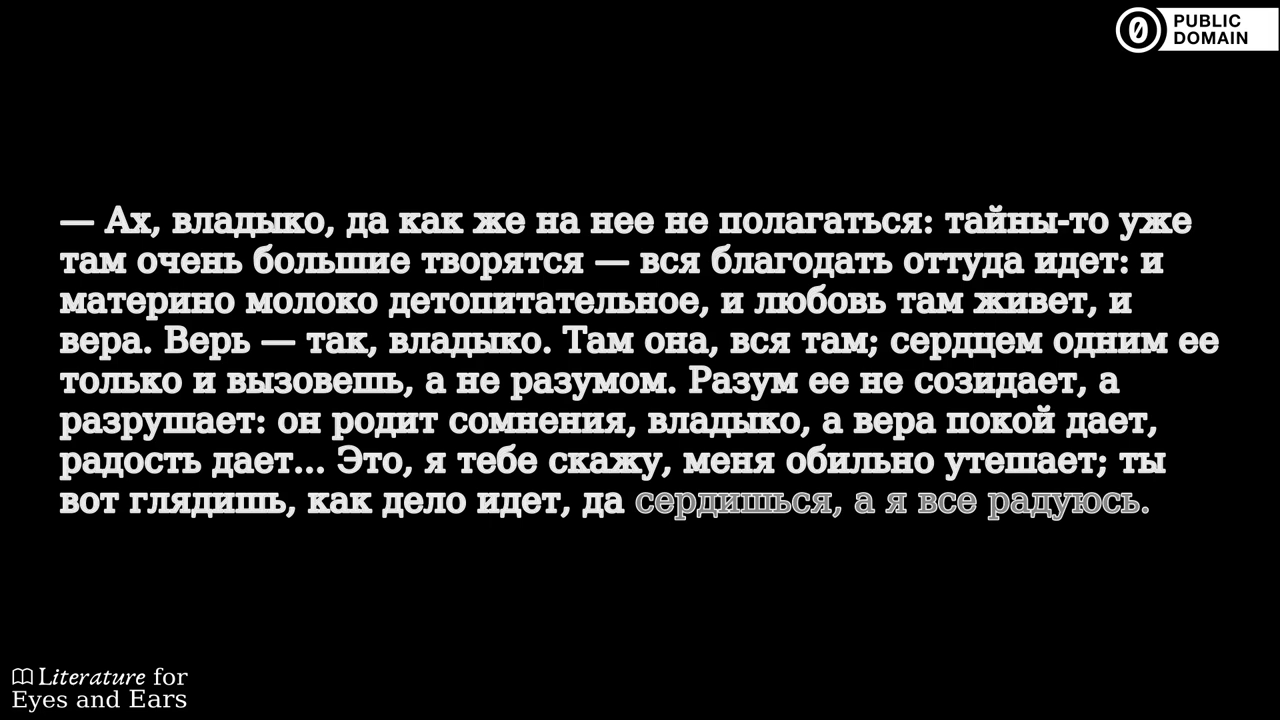 PUBLIC
DOMAIN
— Ах, владыко, да как же на нее не полагаться: тайны-то уже
там очень большие творятся — вся благодать оттуда идет: и
материно молоко детопитательное, и любовь там живет, и
вера. Верь — так, владыко. Там она, вся там; сердцем одним ее
только и вызовешь, а не разумом. Разум ее не созидает, а
разрушает: он родит сомнения, владыко, а вера покой дает,
радость дает... Это, я тебе скажу, меня обильно утешает; ты
вот глядишь, как дело идет, да сердишься, а я все радуюсь.
Literature for
Eyes and Ears